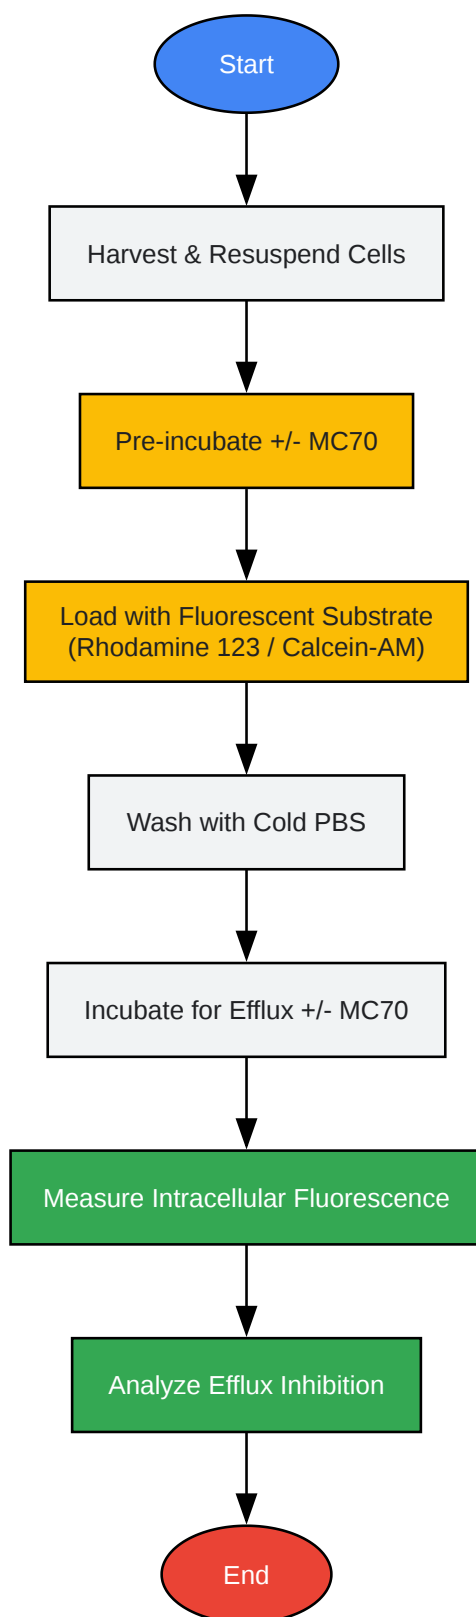 Start
Harvest & Resuspend Cells
Pre-incubate +/- MC70
Load with Fluorescent Substrate
(Rhodamine 123 / Calcein-AM)
Wash with Cold PBS
Incubate for Efflux +/- MC70
Measure Intracellular Fluorescence
Analyze Efflux Inhibition
End